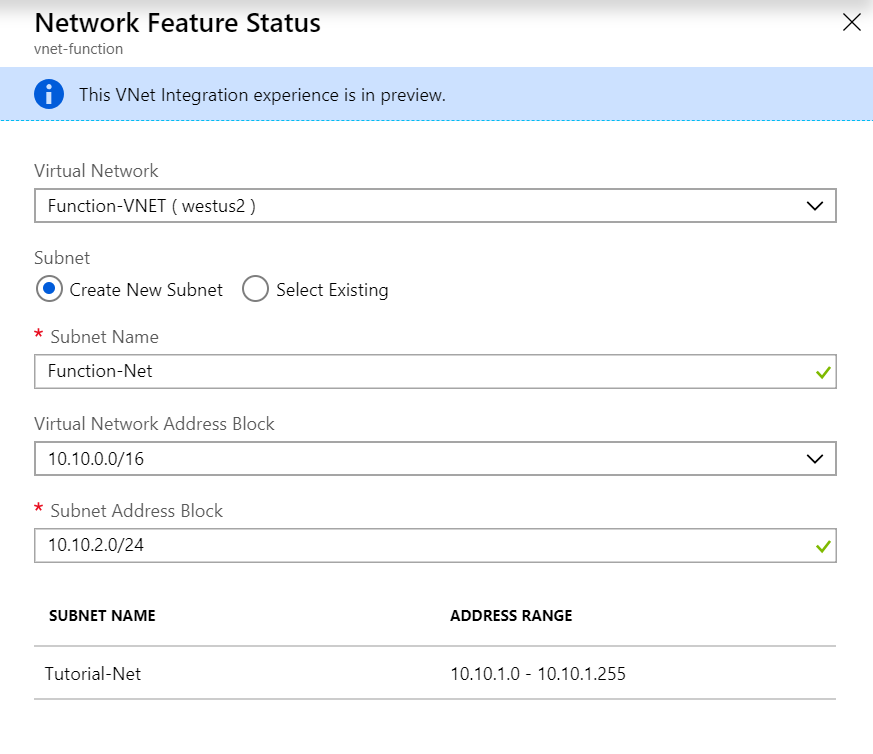 Network Feature Status
vnet-function
This VNet Integration experience is in preview.
Virtual Network
Function-VNET ( westus2 )
Subnet
Create New Subnet Select Existing
* Subnet Name
Function-Net
Virtual Network Address Block
10.10.0.0/16
* Subnet Address Block
10.10.2.0/24
SUBNET NAME ADDRESS RANGE
Tutorial-Net 10.10.1.0 - 10.10.1.255